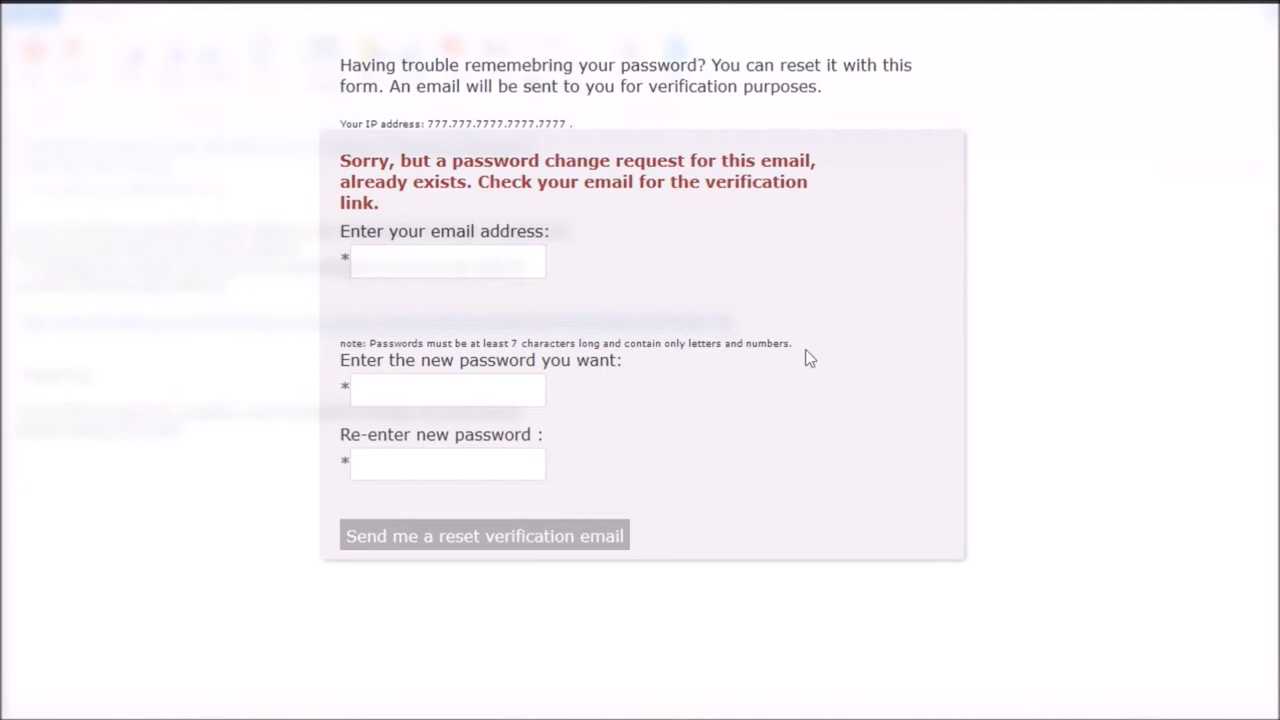 Having trouble rememebring your password? You can reset it with this
form. An email will be sent to you for verification purposes.
Your IP address: 777.777.7777.7777.7777 .
Sorry, but a password change request for this email,
already exists. Check your email for the verification
link.
Enter your email address:
*
note: Passwords must be at least 7 characters long and contain only letters and numbers.
Enter the new password you want:
*
Re-enter new password :
*
Send me a reset verification email